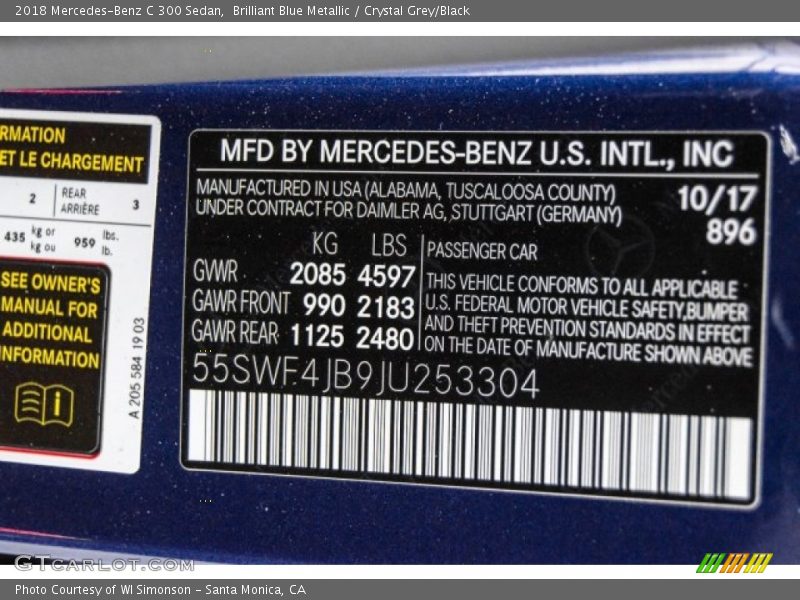 2018 Mercedes-Benz C 300 Sedan, Brilliant Blue Metallic / Crystal Grey/Black
RMATION
ET LE CHARGEMENT
2 REAR ARRIÈRE 3
435 kg or kg ou 959 lbs. lb.
SEE OWNER'S
MANUAL FOR
ADDITIONAL
INFORMATION
A 205 584 19 03
MFD BY MERCEDES-BENZ U.S. INTL., INC
MANUFACTURED IN USA (ALABAMA, TUSCALOOSA COUNTY) 10/17
UNDER CONTRACT FOR DAIMLER AG, STUTTGART (GERMANY) 896
KG LBS
GWR 2085 4597
GAWR FRONT 990 2183
GAWR REAR 1125 2480
PASSENGER CAR
THIS VEHICLE CONFORMS TO ALL APPLICABLE
U.S. FEDERAL MOTOR VEHICLE SAFETY,BUMPER
AND THEFT PREVENTION STANDARDS IN EFFECT
ON THE DATE OF MANUFACTURE SHOWN ABOVE
55SWF4JB9JU253304
GTCARLOT.COM
Photo Courtesy of WI Simonson - Santa Monica, CA